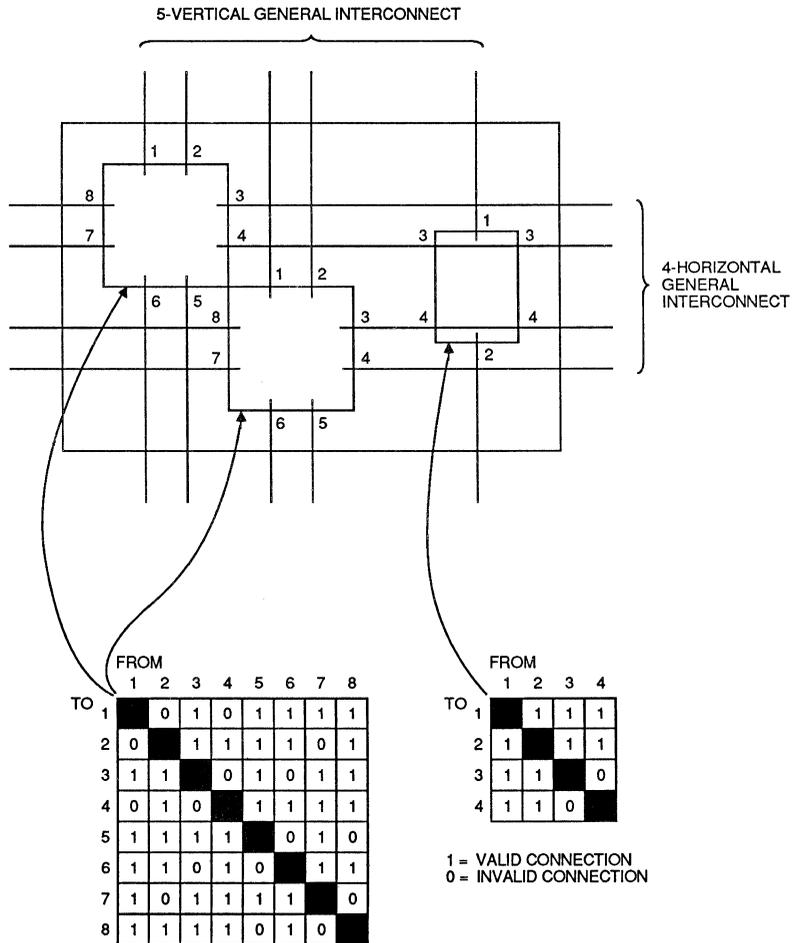 5-VERTICAL GENERAL INTERCONNECT
1 2
8 3
7 4
6 5
1 2
8 3
7 4
6 5
1
3 3
4 4
2
4-HORIZONTAL
GENERAL
INTERCONNECT
FROM
1 2 3 4 5 6 7 8
TO
1 0 1 0 1 1 1 1
2 0 1 1 1 1 0 1
3 1 1 0 1 0 1 1
4 0 1 0 1 1 1 1
5 1 1 1 1 0 1 0
6 1 1 0 1 0 1 1
7 1 0 1 1 1 1 0
8 1 1 1 1 0 1 0
FROM
1 2 3 4
TO
1 1 1 1
2 1 1 1
3 1 1 0
4 1 1 0
1 = VALID CONNECTION
0 = INVALID CONNECTION